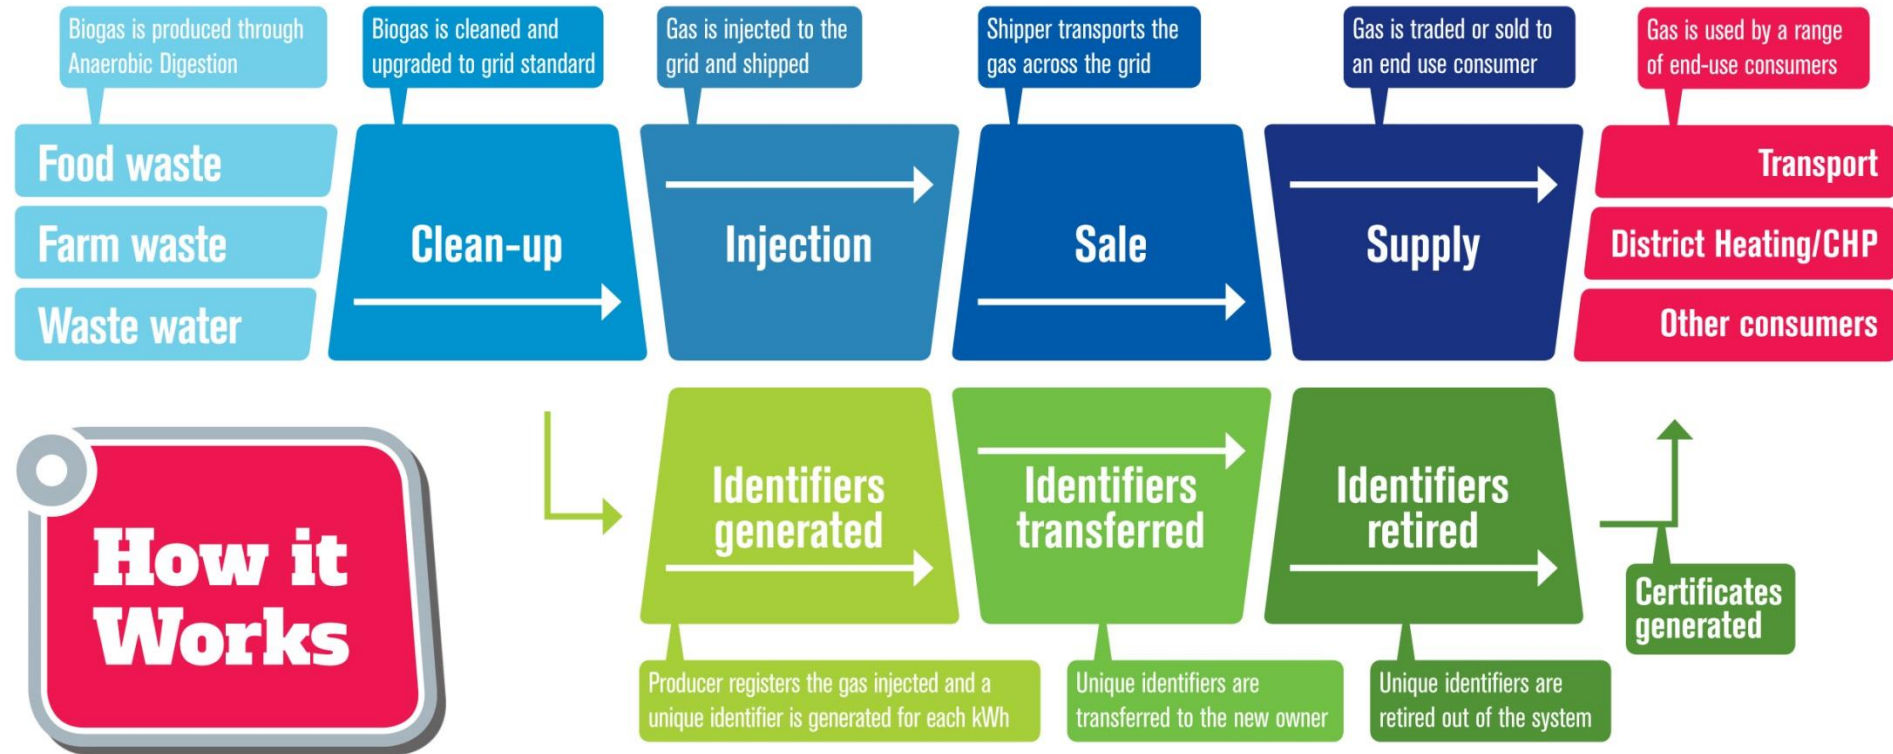 Biogas is produced through
Anaerobic Digestion
Biogas is cleaned and
upgraded to grid standard
Gas is injected to the
grid and shipped
Shipper transports the
gas across the grid
Gas is traded or sold to
an end use consumer
Gas is used by a range
of end-use consumers
Food waste
Farm waste
Waste water
Clean-up
Injection
Sale
Supply
Transport
District Heating/CHP
Other consumers
How it
Works
Identifiers
generated
Identifiers
transferred
Identifiers
retired
Certificates
generated
Producer registers the gas injected and a
unique identifier is generated for each kWh
Unique identifiers are
transferred to the new owner
Unique identifiers are
retired out of the system